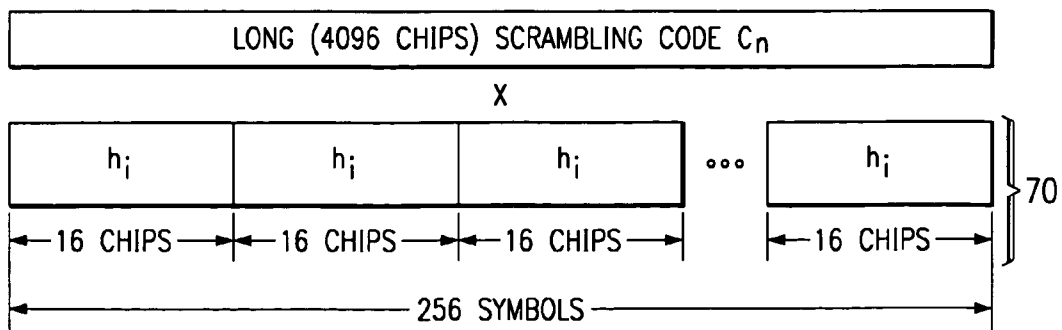 LONG (4096 CHIPS) SCRAMBLING CODE Cn
X
hi hi hi ooo hi
70
16 CHIPS 16 CHIPS 16 CHIPS 16 CHIPS
256 SYMBOLS